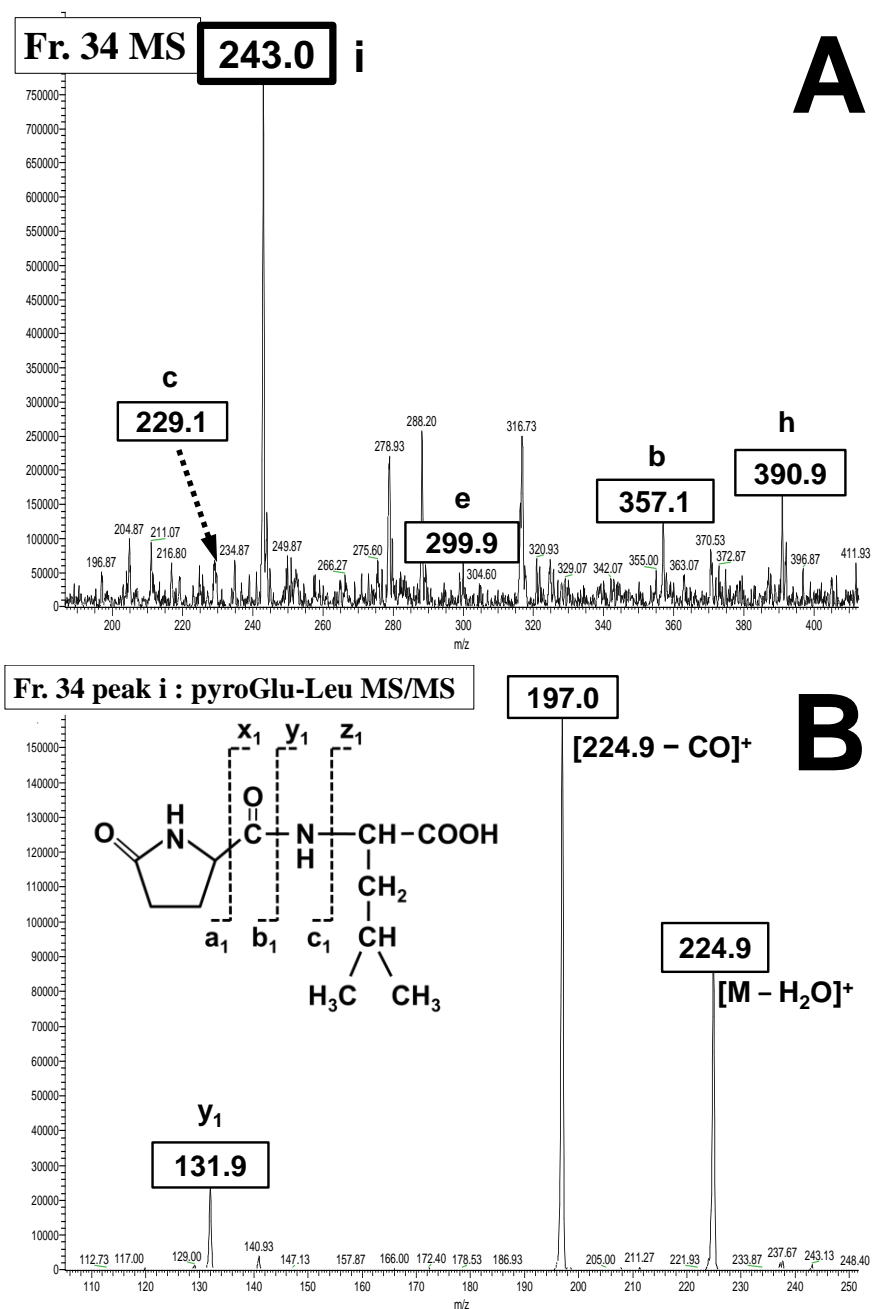 Fr. 34 MS
243.0
i
A
750000
700000
650000
600000
550000
500000
450000
400000
350000
300000
250000
200000
150000
100000
50000
0
c
229.1
e
299.9
b
357.1
h
390.9
196.87
204.87
211.07
216.80
234.87
249.87
266.27
275.60
278.93
288.20
304.60
316.73
320.93
329.07
342.07
355.00
363.07
370.53
372.87
396.87
411.93
200 220 240 260 280 300 320 340 360 380 400
m/z
Fr. 34 peak i : pyroGlu-Leu MS/MS
B
197.0
[224.9 – CO]⁺
224.9
[M – H₂O]⁺
x₁ y₁ z₁
O
H
N
O
C
N
H
CH
COOH
CH₂
CH
H₃C CH₃
a₁ b₁ c₁
y₁
131.9
150000
140000
130000
120000
110000
100000
90000
80000
70000
60000
50000
40000
30000
20000
10000
0
112.73
117.00
129.00
140.93
147.13
157.87
166.00
172.40
178.53
186.93
205.00
211.27
221.93
233.87
237.67
243.13
248.40
110 120 130 140 150 160 170 180 190 200 210 220 230 240 250
m/z